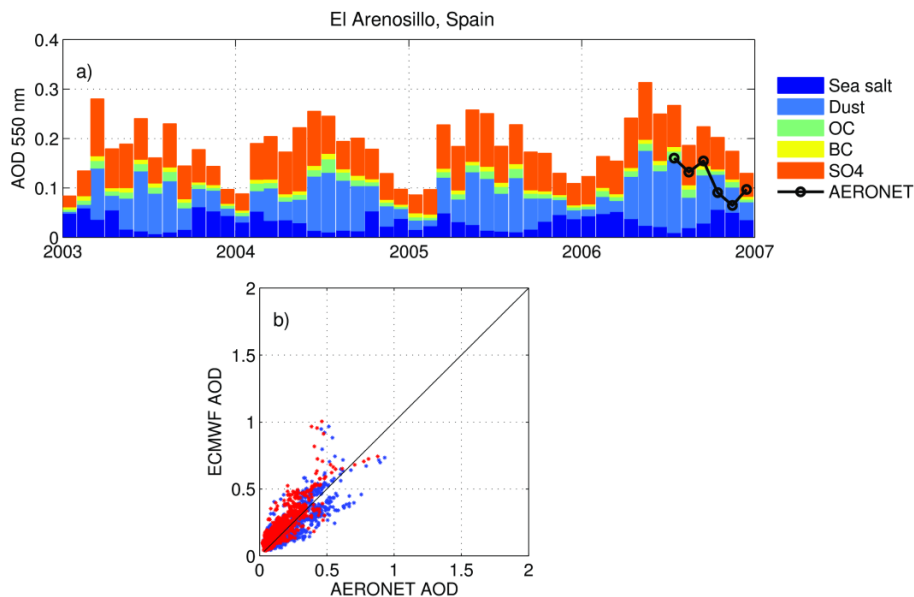 El Arenosillo, Spain
AOD 550 nm
0.4
0.3
0.2
0.1
0
a)
2003
2004
2005
2006
2007
Sea salt
Dust
OC
BC
SO4
AERONET
b)
ECMWF AOD
2
1.5
1
0.5
0
0
0.5
1
1.5
2
AERONET AOD